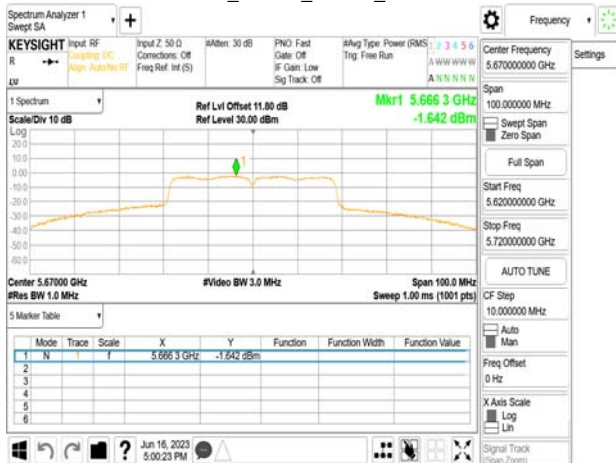 Spectrum Analyzer 1
Swept SA
+
Frequency
KEYSIGHT
Input: RF
Coupling: DC
Align: Auto/No RF
Input Z: 50 Ω
Corrections: Off
Freq Ref: Int (S)
#Atten: 30 dB
PNO: Fast
Gate: Off
IF Gain: Low
Sig Track: Off
#Avg Type: Power (RMS
Trig: Free Run
1 2 3 4 5 6
A W W W W W
A N N N N N
R
LV
1 Spectrum
Scale/Div 10 dB
Log
Ref Lvl Offset 11.80 dB
Ref Level 30.00 dBm
Mkr1 5.666 3 GHz
-1.642 dBm
20.0
10.0
0.00
-10.0
-20.0
-30.0
-40.0
-50.0
-60.0
1
Center 5.67000 GHz
#Res BW 1.0 MHz
#Video BW 3.0 MHz
Span 100.0 MHz
Sweep 1.00 ms (1001 pts)
5 Marker Table
Mode Trace Scale X Y Function Function Width Function Value
1 N 1 f 5.666 3 GHz -1.642 dBm
2
3
4
5
6
Jun 16, 2023
5:00:23 PM
?
Center Frequency
5.670000000 GHz
Settings
Span
100.000000 MHz
Swept Span
Zero Span
Full Span
Start Freq
5.620000000 GHz
Stop Freq
5.720000000 GHz
AUTO TUNE
CF Step
10.000000 MHz
Auto
Man
Freq Offset
0 Hz
X Axis Scale
Log
Lin
Signal Track
(Span Zoom)